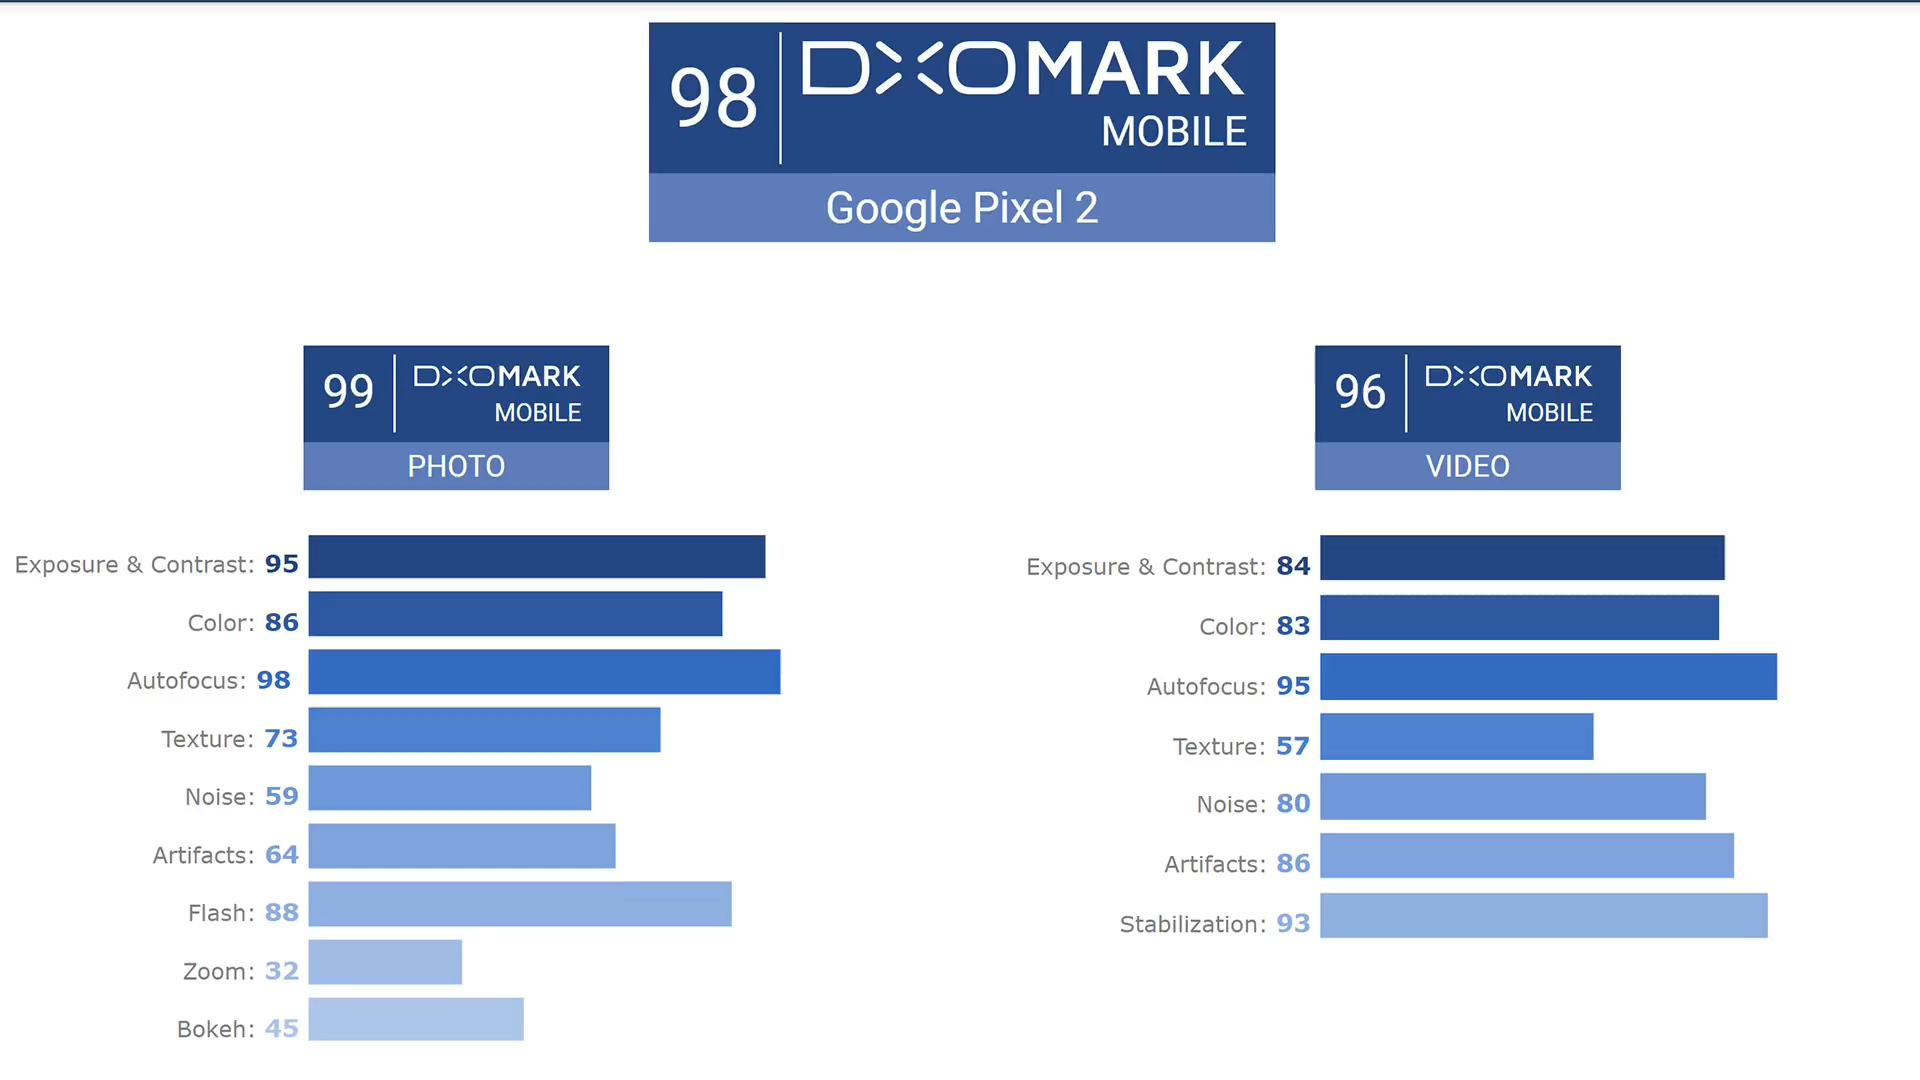 98
DXOMARK
MOBILE
Google Pixel 2
99
DXOMARK
MOBILE
PHOTO
Exposure & Contrast: 95
Color: 86
Autofocus: 98
Texture: 73
Noise: 59
Artifacts: 64
Flash: 88
Zoom: 32
Bokeh: 45
96
DXOMARK
MOBILE
VIDEO
Exposure & Contrast: 84
Color: 83
Autofocus: 95
Texture: 57
Noise: 80
Artifacts: 86
Stabilization: 93